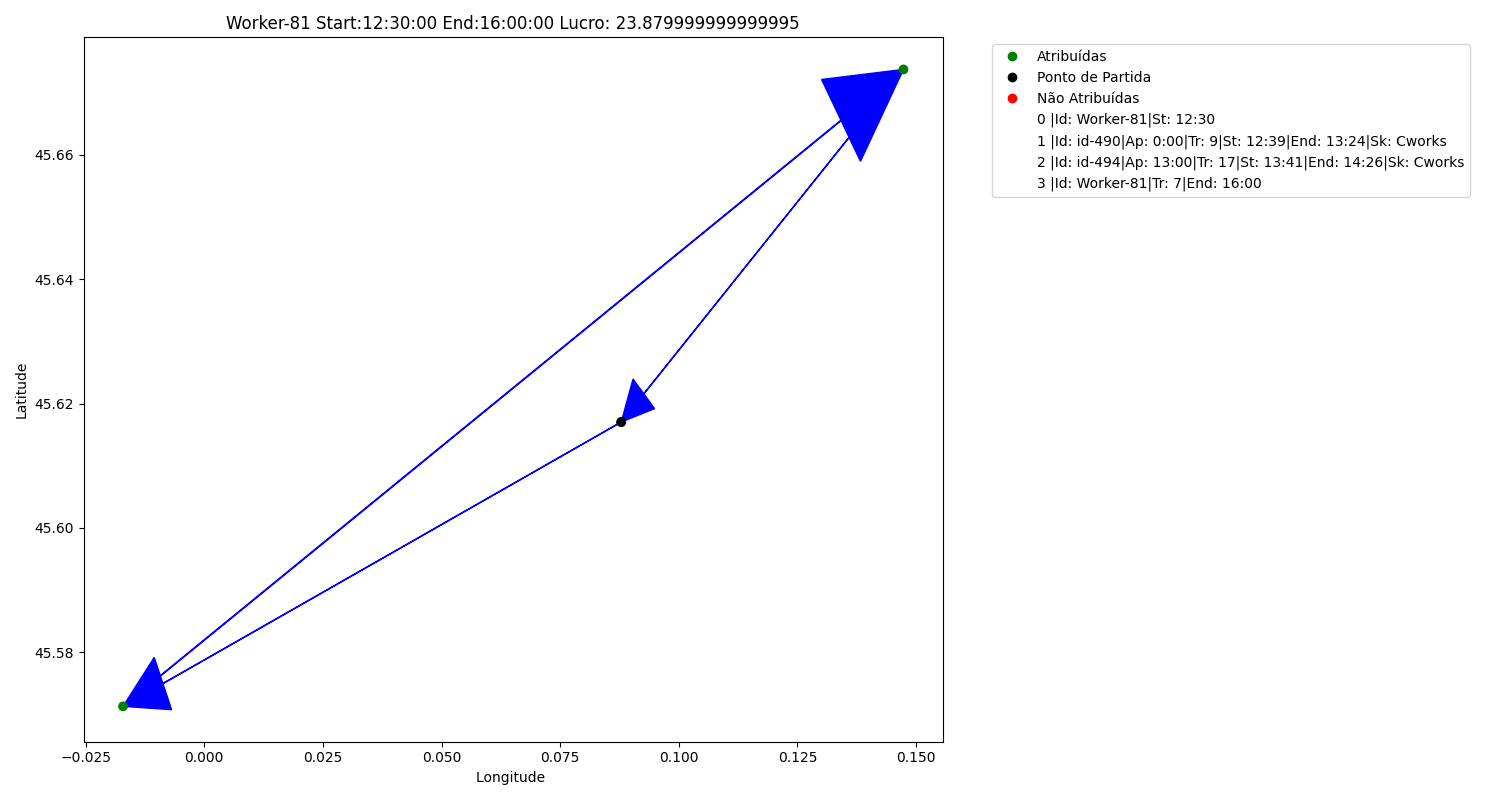 Worker-81 Start:12:30:00 End:16:00:00 Lucro: 23.879999999999995
Atribuídas
Ponto de Partida
Não Atribuídas
0 |Id: Worker-81|St: 12:30
1 |Id: id-490|Ap: 0:00|Tr: 9|St: 12:39|End: 13:24|Sk: Cworks
2 |Id: id-494|Ap: 13:00|Tr: 17|St: 13:41|End: 14:26|Sk: Cworks
3 |Id: Worker-81|Tr: 7|End: 16:00
45.66
45.64
45.62
45.60
45.58
Latitude
−0.025
0.000
0.025
0.050
0.075
0.100
0.125
0.150
Longitude